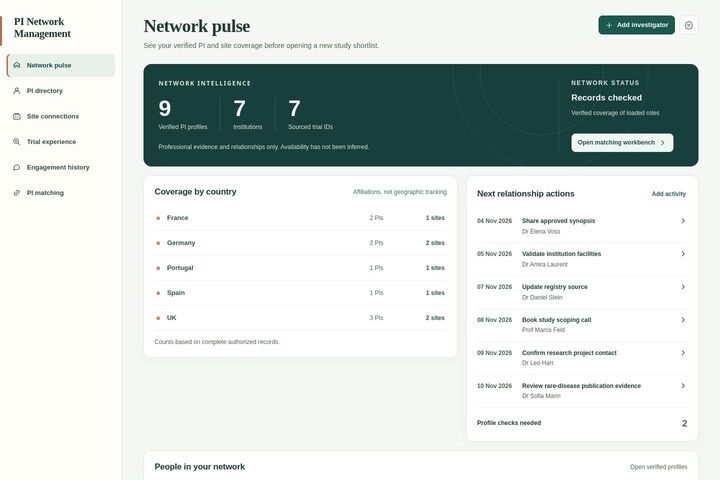 PI Network
Management
Network pulse
PI directory
Site connections
Trial experience
Engagement history
PI matching
Network pulse
See your verified PI and site coverage before opening a new study shortlist.
Add investigator
NETWORK INTELLIGENCE
9
Verified PI profiles
7
Institutions
7
Sourced trial IDs
Professional evidence and relationships only. Availability has not been inferred.
NETWORK STATUS
Records checked
Verified coverage of loaded roles
Open matching workbench
Coverage by country
Affiliations, not geographic tracking
France 2 PIs 1 sites
Germany 2 PIs 2 sites
Portugal 1 PIs 1 sites
Spain 1 PIs 1 sites
UK 3 PIs 2 sites
Counts based on complete authorized records.
Next relationship actions
Add activity
04 Nov 2026 Share approved synopsis
Dr Elena Voss
05 Nov 2026 Validate institution facilities
Dr Amira Laurent
07 Nov 2026 Update registry source
Dr Daniel Stein
08 Nov 2026 Book study scoping call
Prof Marco Feld
09 Nov 2026 Confirm research project contact
Dr Leo Hart
10 Nov 2026 Review rare-disease publication evidence
Dr Sofia Marin
Profile checks needed 2
People in your network
Open verified profiles